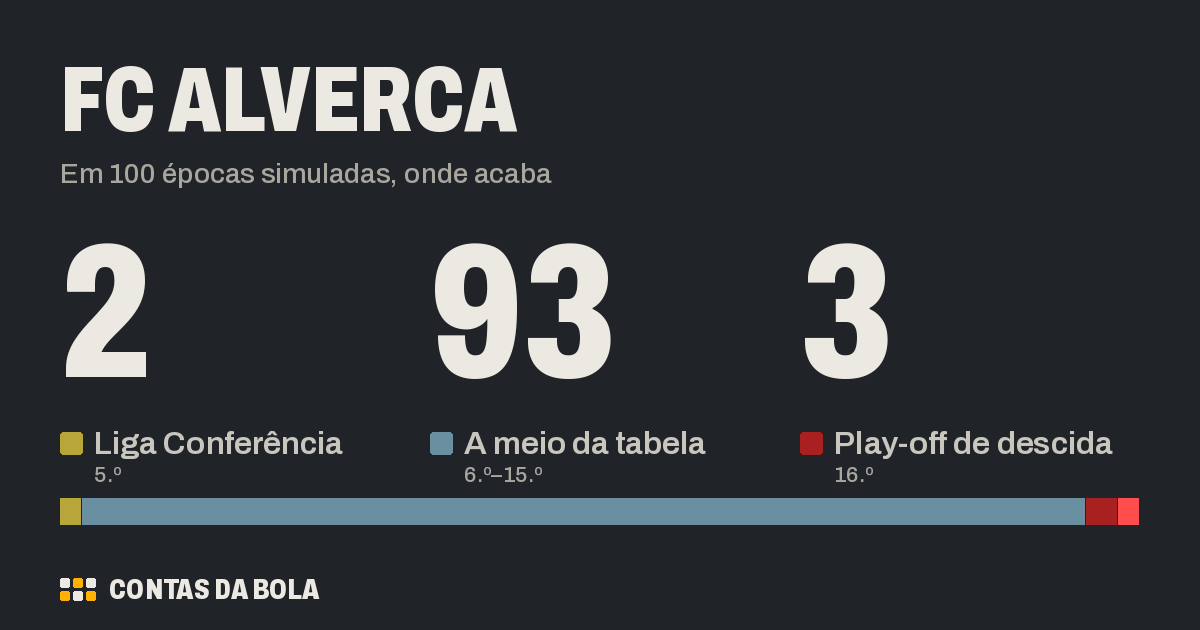 FC ALVERCA
Em 100 épocas simuladas, onde acaba
2 93 3
Liga Conferência A meio da tabela Play-off de descida
5.º 6.º–15.º 16.º
CONTAS DA BOLA